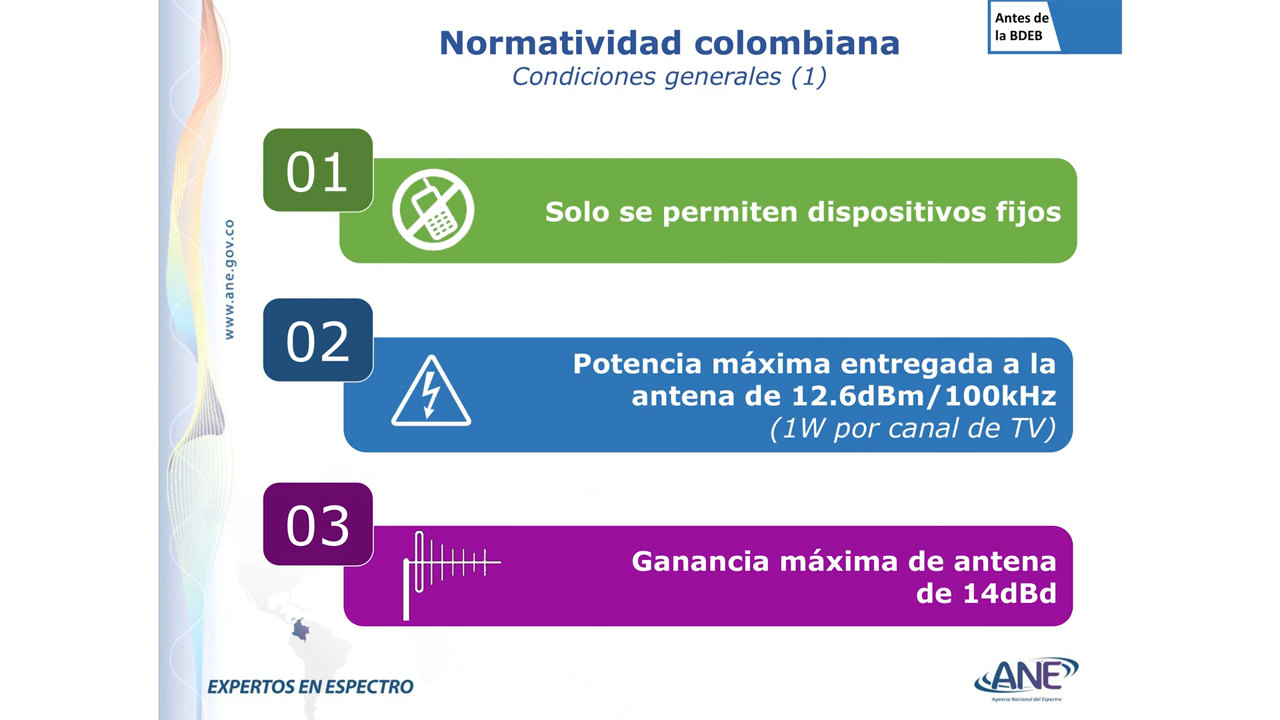 Normatividad colombiana
Condiciones generales (1)
Antes de
la BDEB
www.ane.gov.co
01
Solo se permiten dispositivos fijos
02
Potencia máxima entregada a la
antena de 12.6dBm/100kHz
(1W por canal de TV)
03
Ganancia máxima de antena
de 14dBd
EXPERTOS EN ESPECTRO
ANE
Agencia Nacional del Espectro